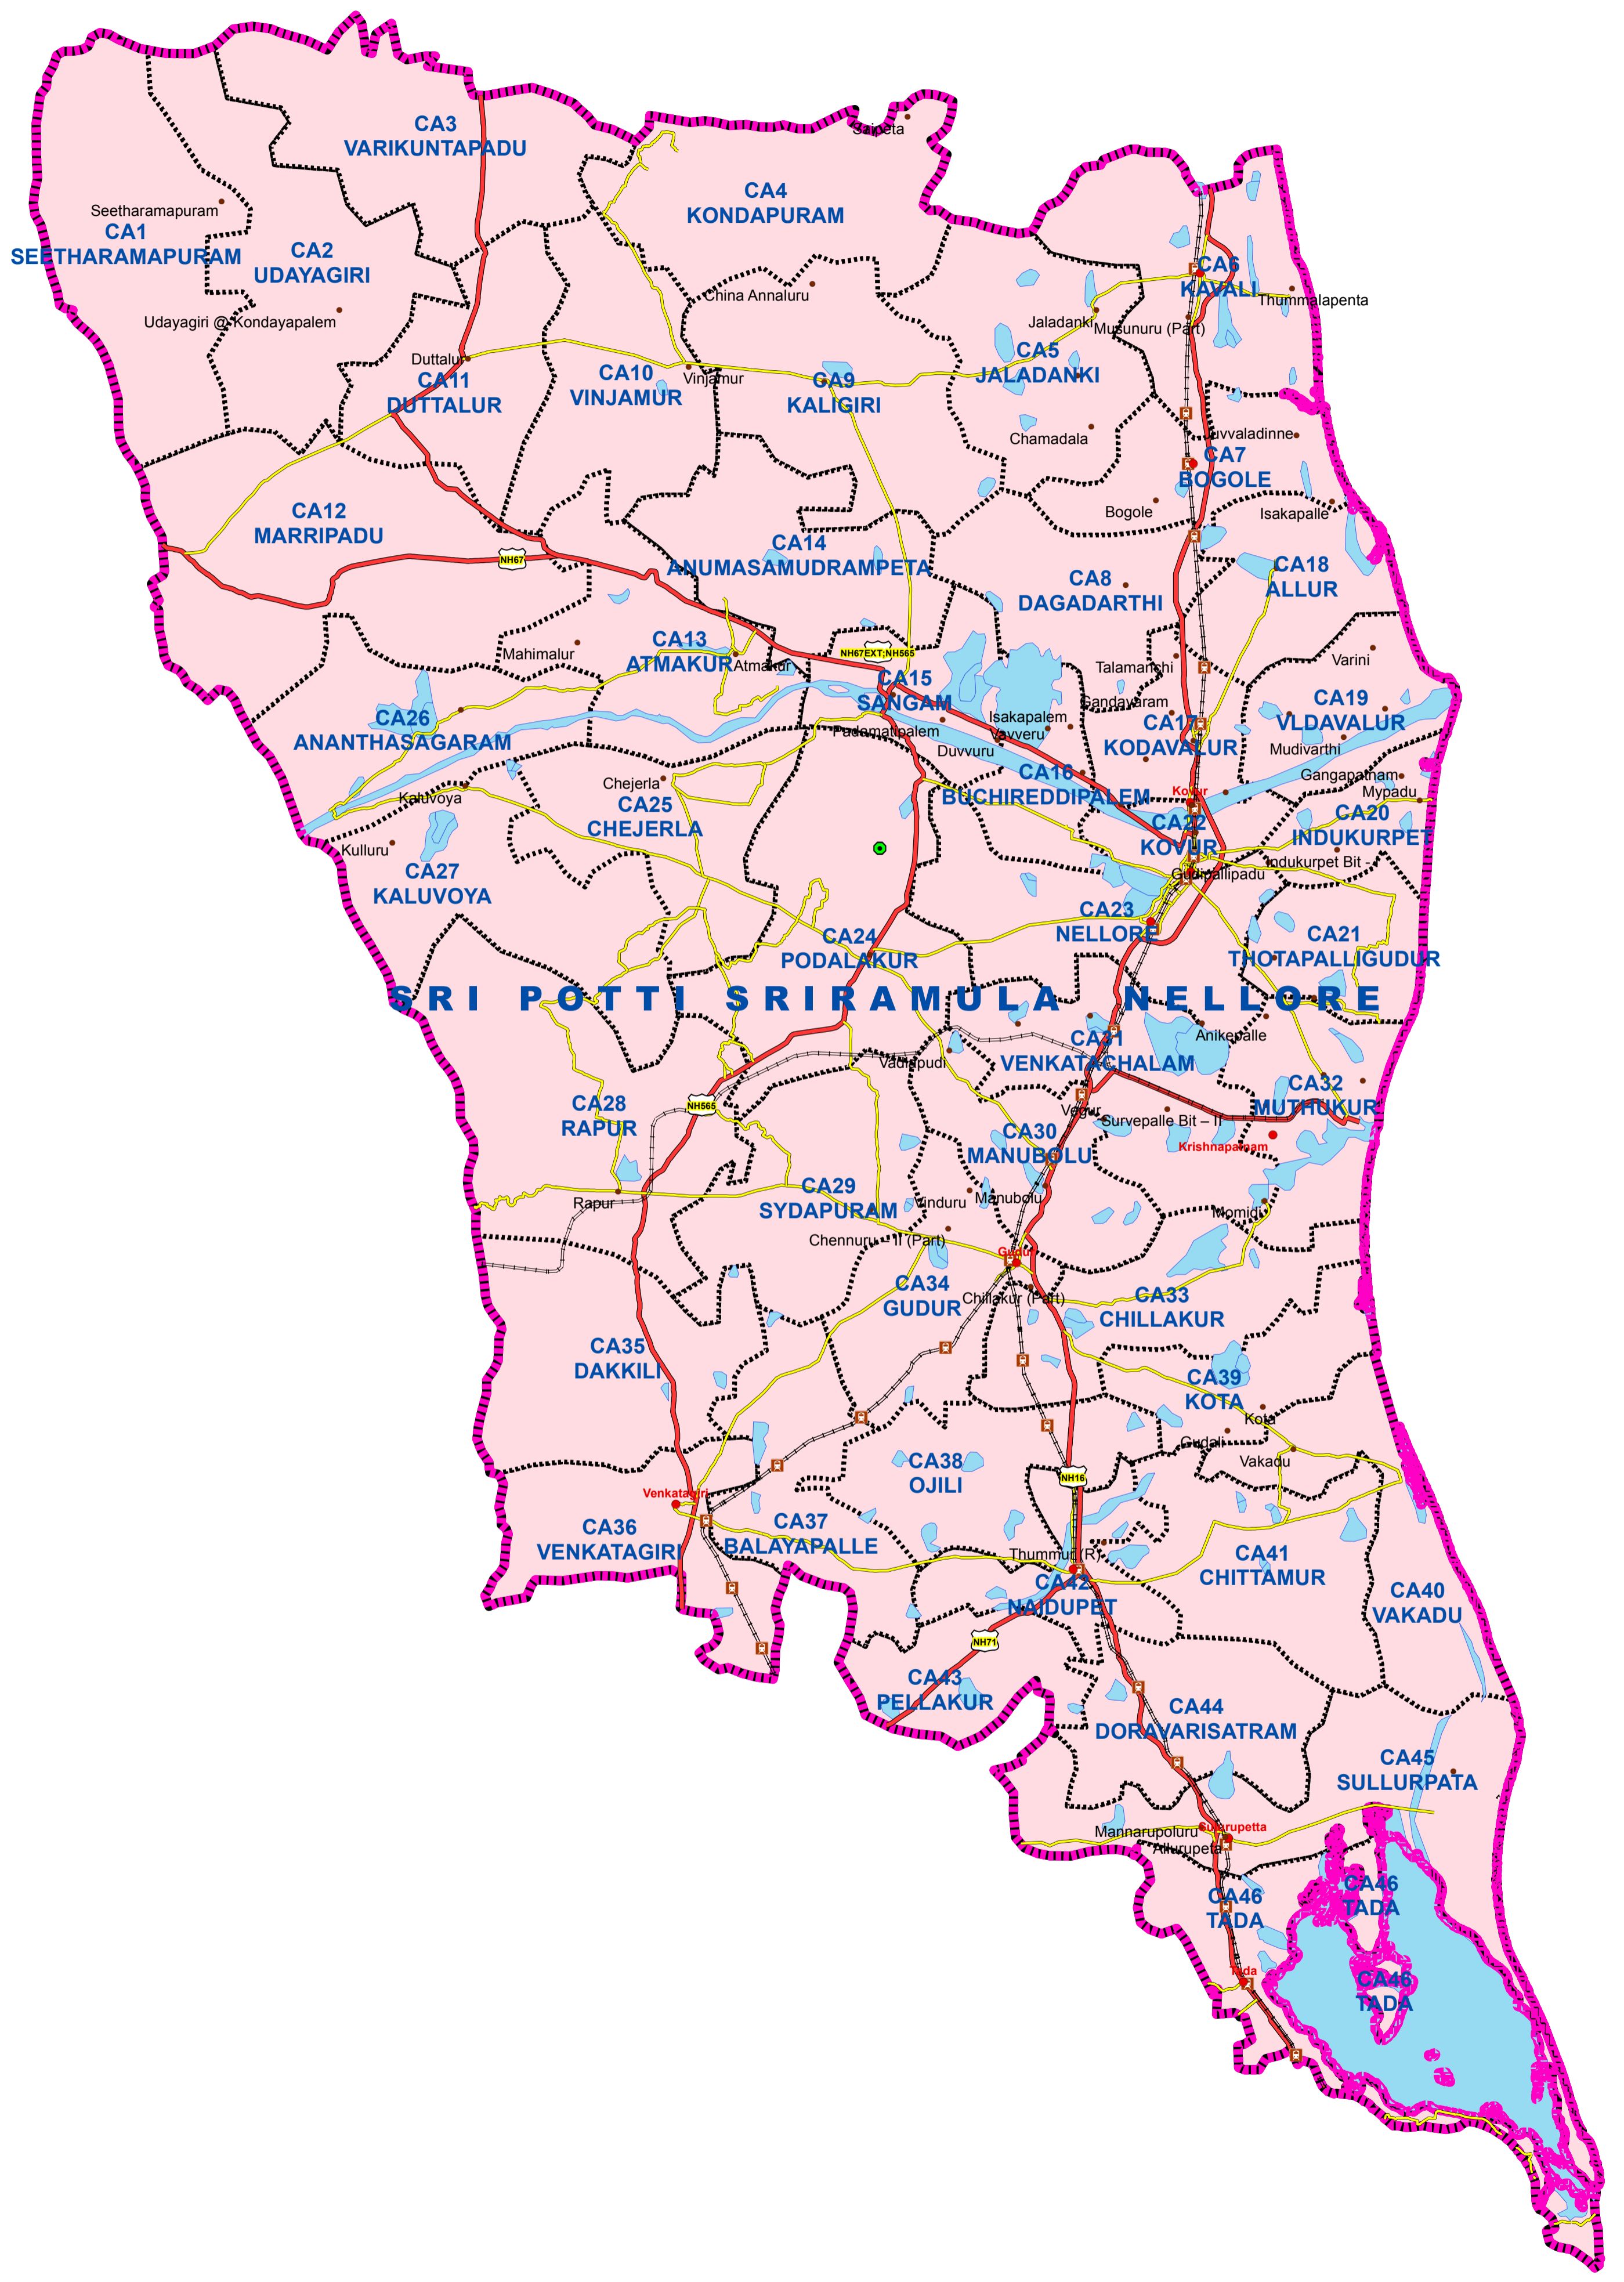 CA3
VARIKUNTAPADU
Saipeta
CA4
KONDAPURAM
Seetharamapuram
CA1
SEETHARAMAPURAM
CA2
UDAYAGIRI
CA6
KAVALI
China Annaluru
Thummalapenta
Udayagiri @ Kondayapalem
Jaladanki
Musunuru (Part)
Duttalur
CA5
JALADANKI
CA11
DUTTALUR
CA10
VINJAMUR
Vinjamur
CA9
KALIGIRI
Chamadala
Juvvaladinne
CA7
BOGOLE
Bogole
Isakapalle
CA12
MARRIPADU
NH67
CA14
ANUMASAMUDRAMPETA
CA8
DAGADARTHI
CA18
ALLUR
CA13
ATMAKUR
Mahimalur
Atmakur
NH67EXT;NH565
Talamanchi
Varini
CA15
SANGAM
Gandavaram
CA19
VLDAVALUR
CA26
ANANTHASAGARAM
Padamatipalem
Isakapalem
Vavveru
Duvvuru
CA17
KODAVALUR
Mudivarthi
CA16
BUCHIREDDIPALEM
Gangapatnam
Mypadu
Chejerla
CA25
CHEJERLA
Kaluvoya
Kovur
CA22
KOVUR
CA20
INDUKURPET
Kulluru
CA27
KALUVOYA
Indukurpet Bit -
Gudipallipadu
CA23
NELLORE
CA24
PODALAKUR
CA21
THOTAPALLIGUDUR
SRI POTTI SRIRAMULA NELLORE
CA31
VENKATACHALAM
Anikepalle
Vadlapudi
CA28
RAPUR
NH565
Vegur
Survepalle Bit – II
CA32
MUTHUKUR
Krishnapatnam
CA30
MANUBOLU
CA29
SYDAPURAM
Rapur
Vinduru
Manubolu
Momidi
Chennuru – II (Part)
Gudur
CA34
GUDUR
Chillakur (Part)
CA33
CHILLAKUR
CA35
DAKKILI
CA39
KOTA
Kota
Gudali
Vakadu
CA38
OJILI
NH16
Venkatagiri
CA36
VENKATAGIRI
CA37
BALAYAPALLE
Thummur (R)
CA41
CHITTAMUR
CA42
NAIDUPET
CA40
VAKADU
NH71
CA43
PELLAKUR
CA44
DORAVARISATRAM
CA45
SULLURPATA
Mannarupoluru
Sularupetta
Allurupeta
CA46
TADA
CA46
TADA
Tada
CA46
TADA